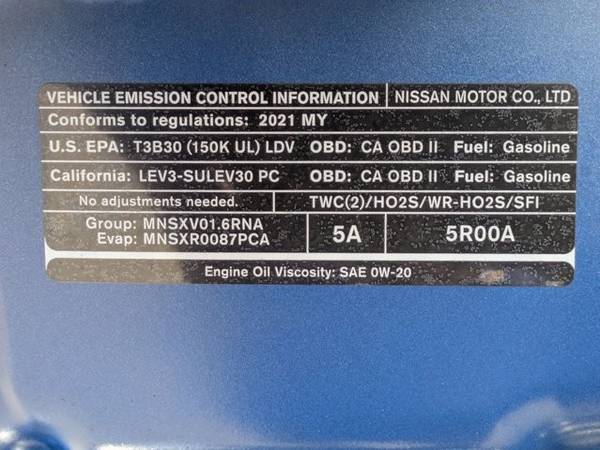 VEHICLE EMISSION CONTROL INFORMATION NISSAN MOTOR CO., LTD
Conforms to regulations: 2021 MY
U.S. EPA: T3B30 (150K UL) LDV OBD: CA OBD II Fuel: Gasoline
California: LEV3-SULEV30 PC OBD: CA OBD II Fuel: Gasoline
No adjustments needed. TWC(2)/HO2S/WR-HO2S/SFI
Group: MNSXV01.6RNA
Evap: MNSXR0087PCA
5A 5R00A
Engine Oil Viscosity: SAE 0W-20